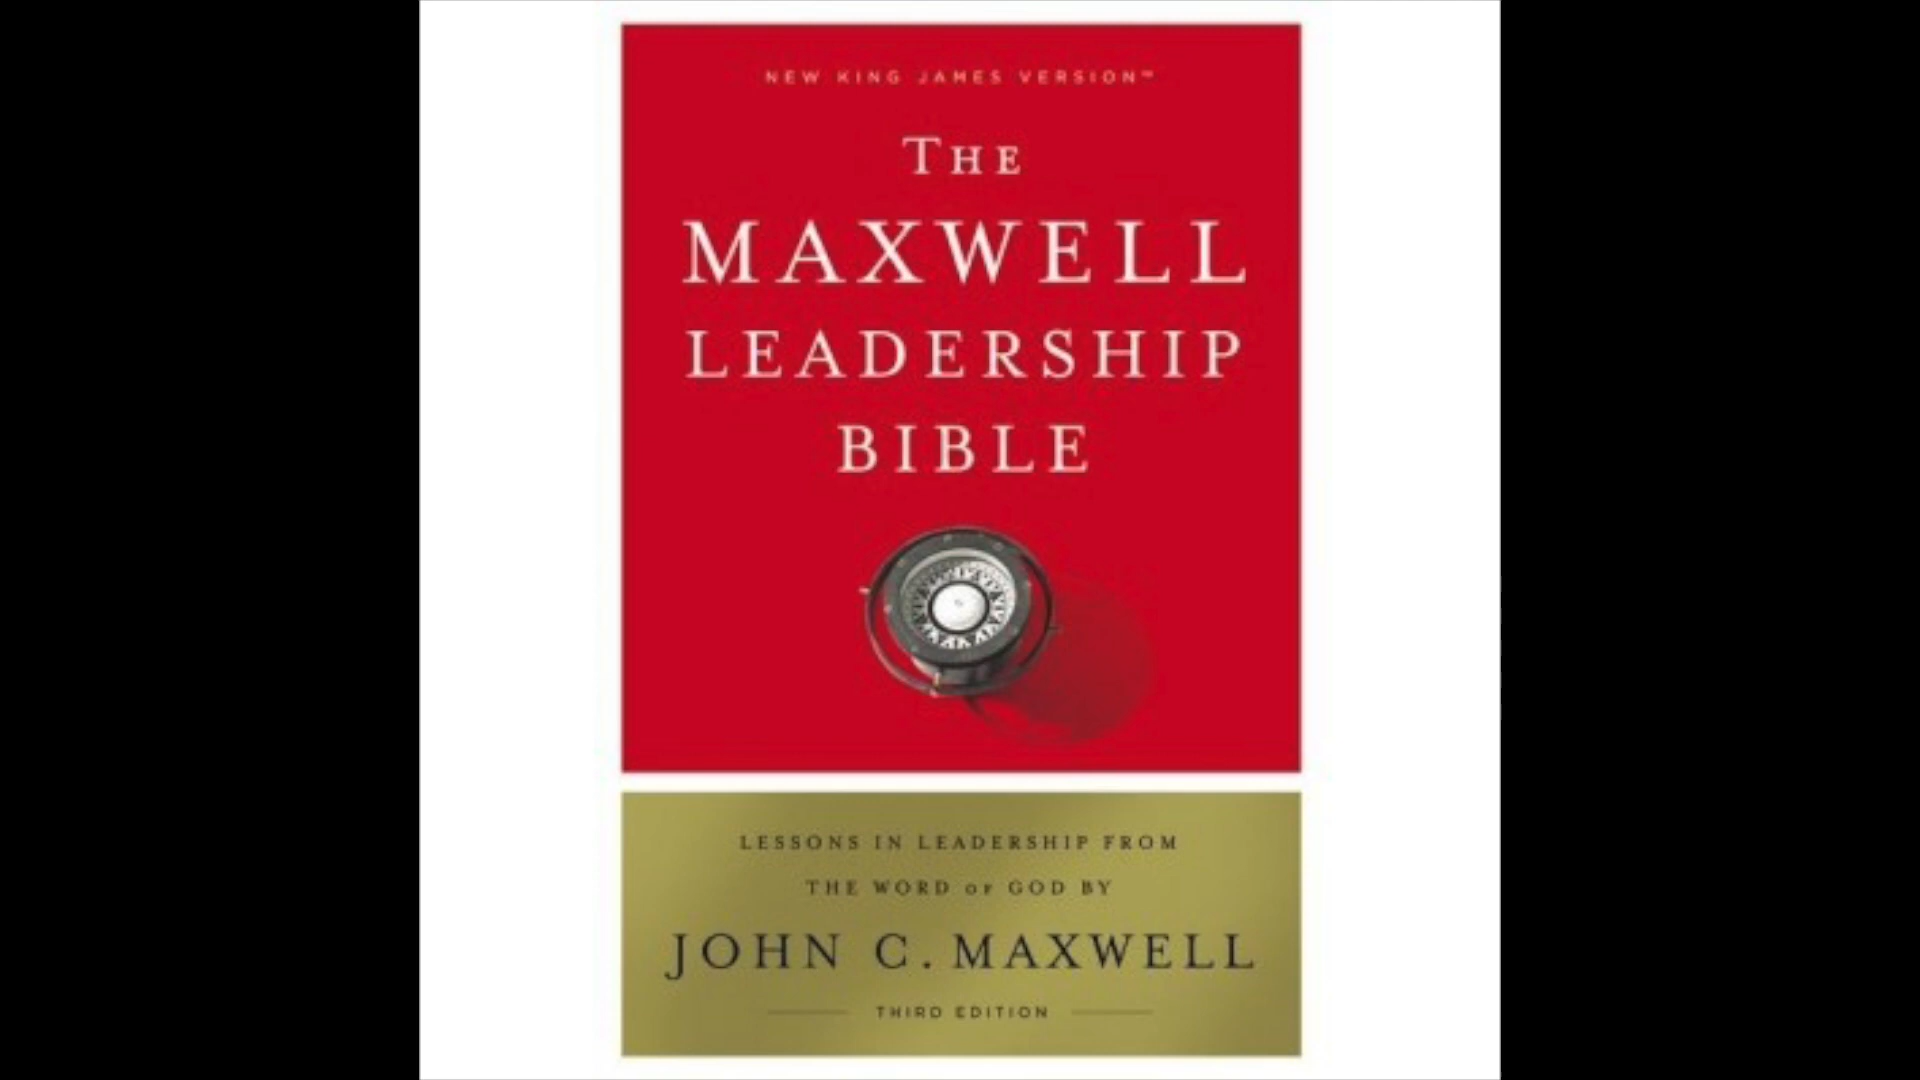 NEW KING JAMES VERSION™
THE
MAXWELL
LEADERSHIP
BIBLE
LESSONS IN LEADERSHIP FROM
THE WORD OF GOD BY
JOHN C. MAXWELL
THIRD EDITION